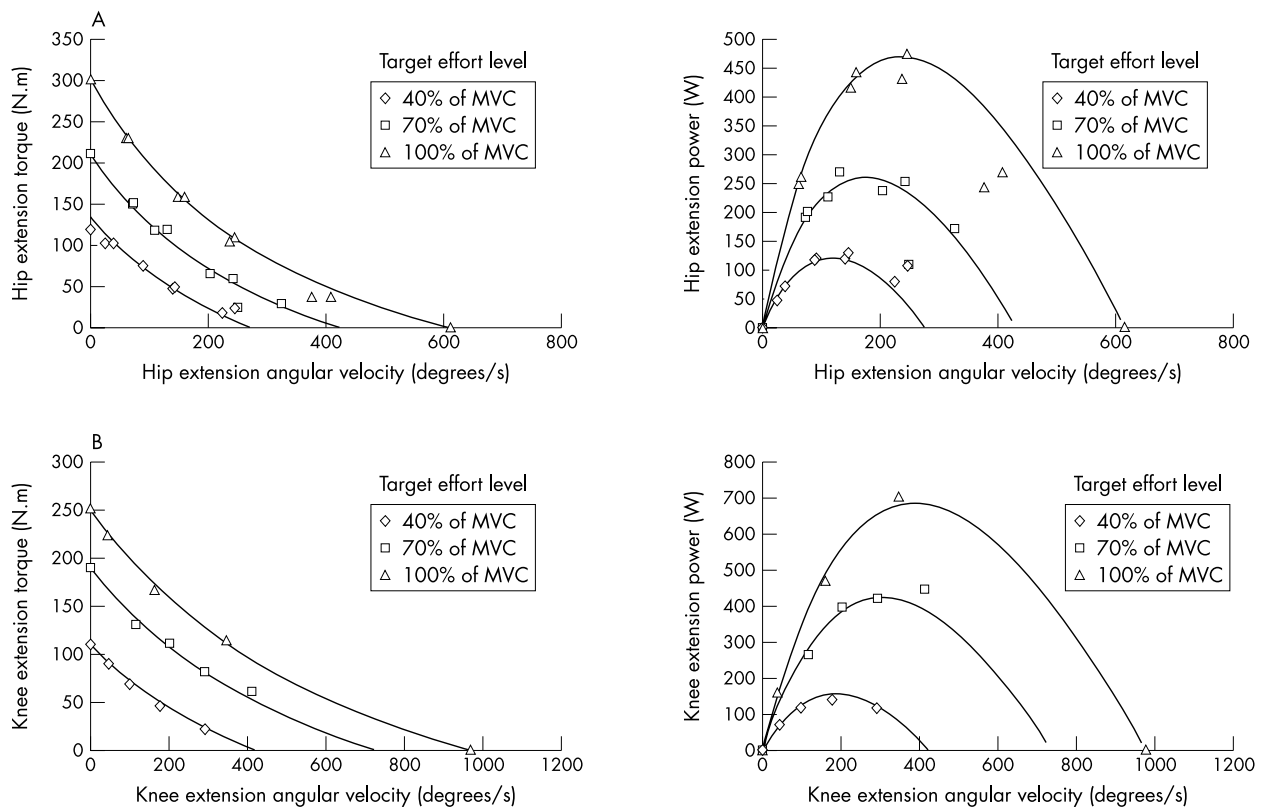 A
350
300
250
200
150
100
50
0
Hip extension torque (N.m)
Target effort level
40% of MVC
70% of MVC
100% of MVC
0 200 400 600 800
Hip extension angular velocity (degrees/s)
500
450
400
350
300
250
200
150
100
50
0
Hip extension power (W)
Target effort level
40% of MVC
70% of MVC
100% of MVC
0 200 400 600 800
Hip extension angular velocity (degrees/s)
B
300
250
200
150
100
50
0
Knee extension torque (N.m)
Target effort level
40% of MVC
70% of MVC
100% of MVC
0 200 400 600 800 1000 1200
Knee extension angular velocity (degrees/s)
800
700
600
500
400
300
200
100
0
Knee extension power (W)
Target effort level
40% of MVC
70% of MVC
100% of MVC
0 200 400 600 800 1000 1200
Knee extension angular velocity (degrees/s)